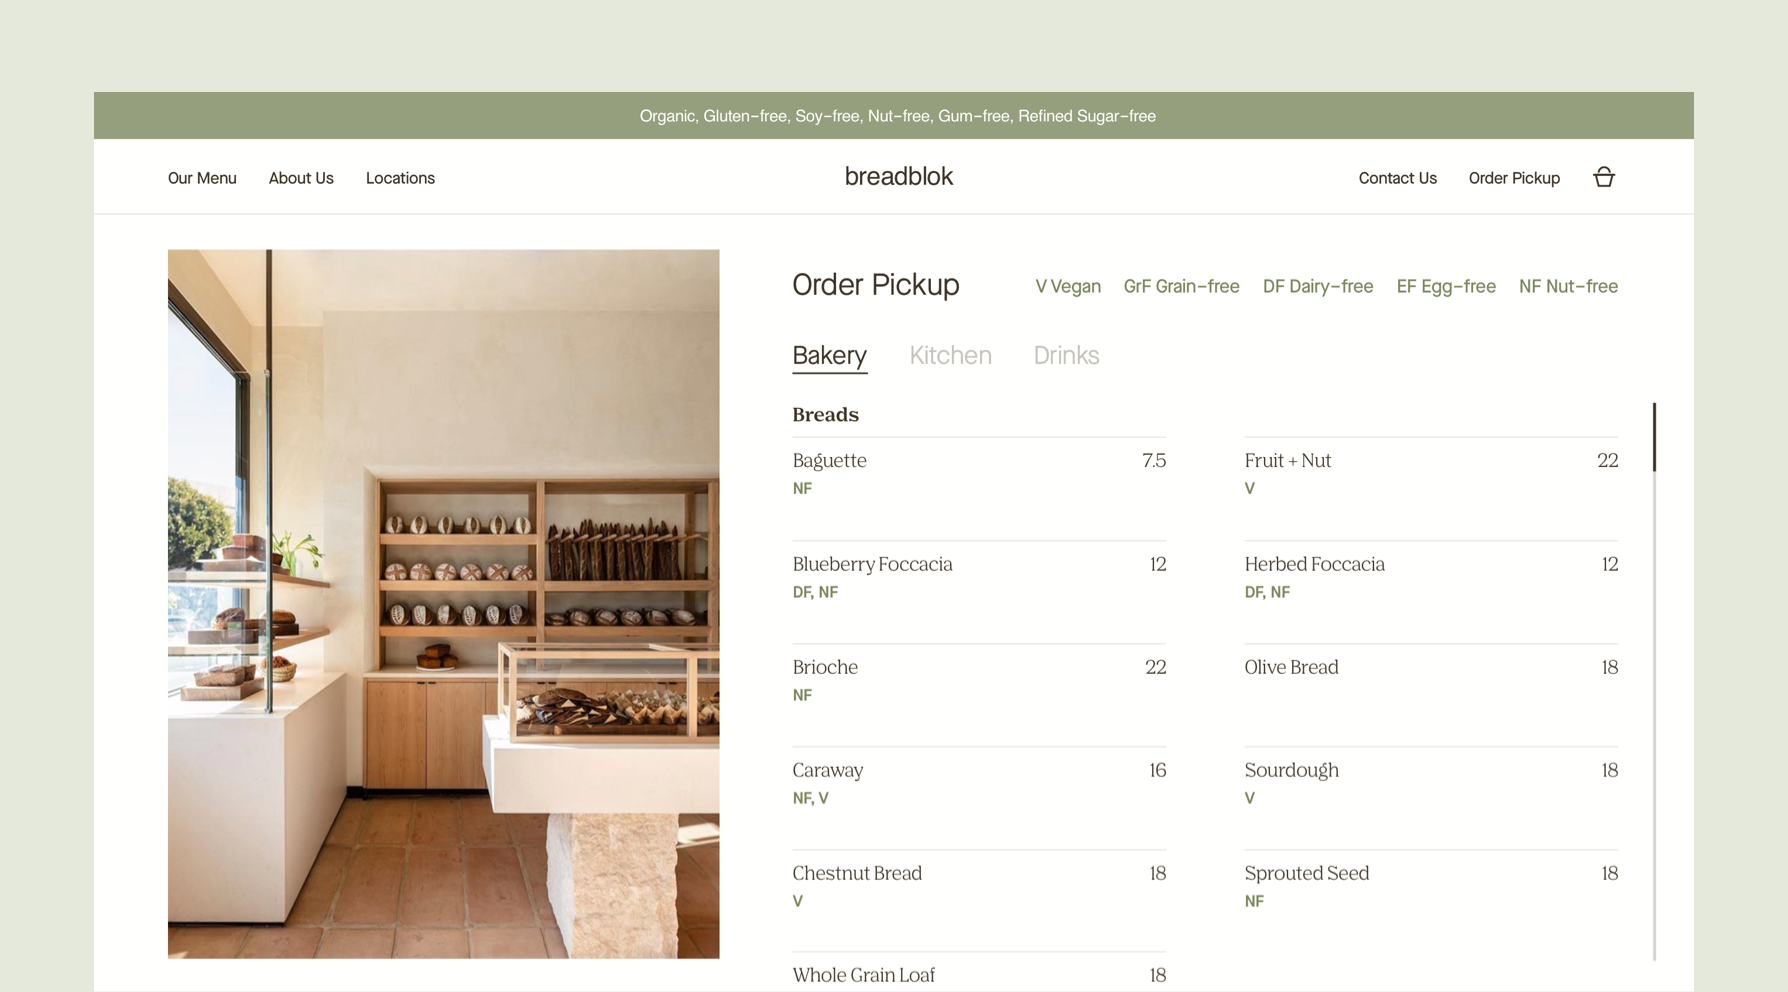 Organic, Gluten-free, Soy-free, Nut-free, Gum-free, Refined Sugar-free
Our Menu About Us Locations breadblok Contact Us Order Pickup
Order Pickup V Vegan GrF Grain-free DF Dairy-free EF Egg-free NF Nut-free
Bakery Kitchen Drinks
Breads
Baguette 7.5
NF
Blueberry Foccacia 12
DF, NF
Brioche 22
NF
Caraway 16
NF, V
Chestnut Bread 18
V
Whole Grain Loaf 18
Fruit + Nut 22
V
Herbed Foccacia 12
DF, NF
Olive Bread 18
Sourdough 18
V
Sprouted Seed 18
NF